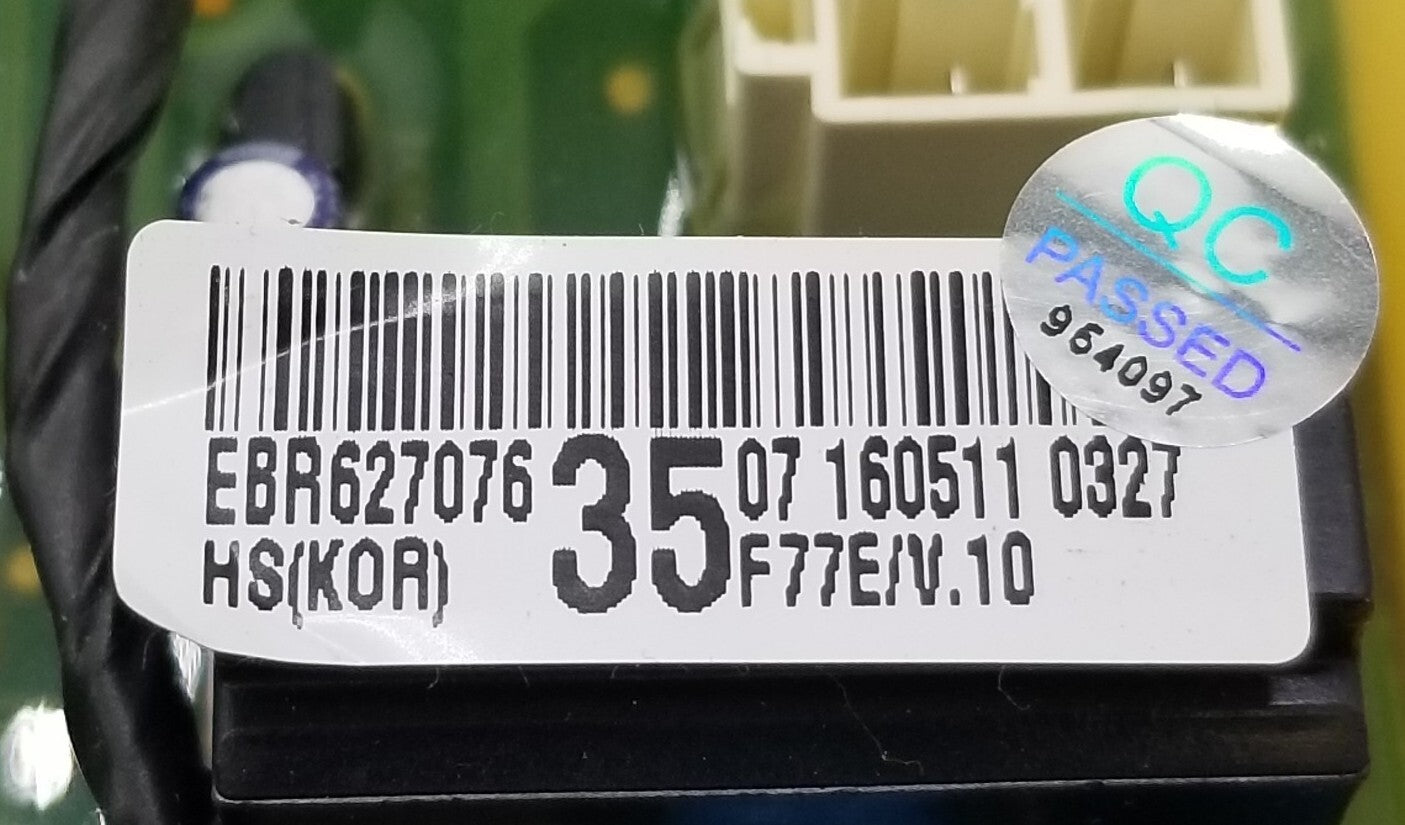 QC
PASSED
964097
EBR627076 35 07 160511 0327
HS(KOR) F77E/V.10